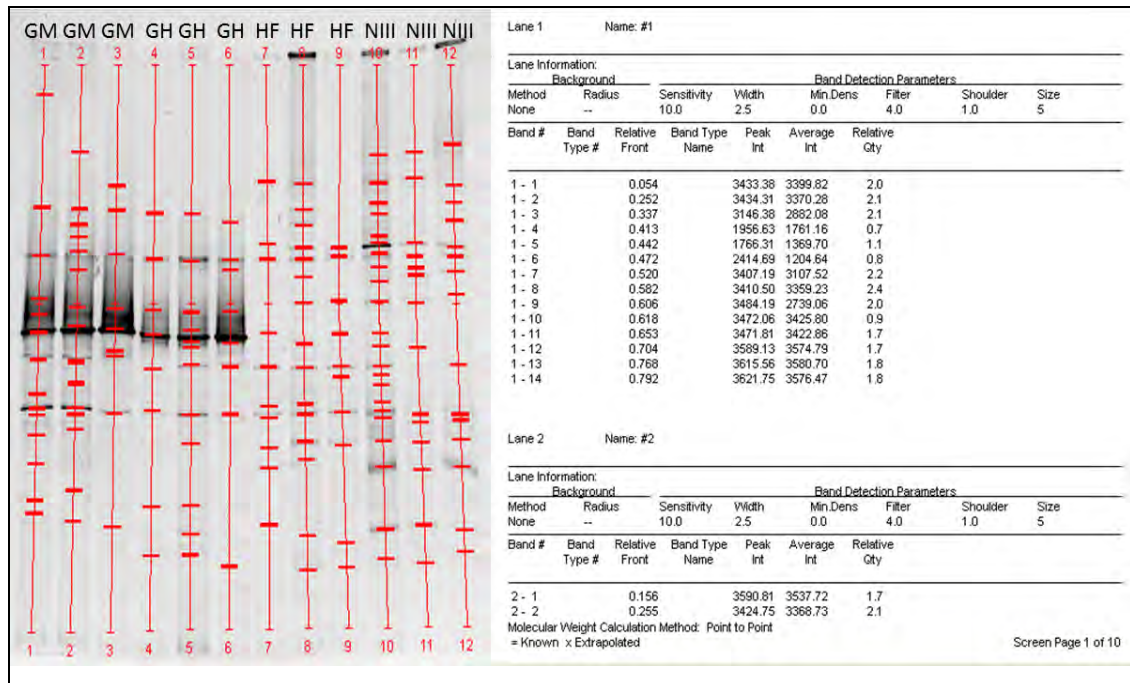 GM GM GM GH GH GH HF HF HF NIII NIII NIII
1 2 3 4 5 6 7 8 9 10 11 12
1 2 3 4 5 6 7 8 9 10 11 12
Lane 1 Name: #1
Lane Information:
Background Band Detection Parameters
Method Radius Sensitivity Width Min.Dens Filter Shoulder Size
None -- 10.0 2.5 0.0 4.0 1.0 5
Band # Band Relative Band Type Peak Average Relative
Type # Front Name Int Int Qty
1 - 1 0.054 3433.38 3399.82 2.0
1 - 2 0.252 3434.31 3370.28 2.1
1 - 3 0.337 3146.38 2882.08 2.1
1 - 4 0.413 1956.63 1761.16 0.7
1 - 5 0.442 1766.31 1369.70 1.1
1 - 6 0.472 2414.69 1204.64 0.8
1 - 7 0.520 3407.19 3107.52 2.2
1 - 8 0.582 3410.50 3359.23 2.4
1 - 9 0.606 3484.19 2739.06 2.0
1 - 10 0.618 3472.06 3425.80 0.9
1 - 11 0.653 3471.81 3422.86 1.7
1 - 12 0.704 3589.13 3574.79 1.7
1 - 13 0.768 3615.56 3580.70 1.8
1 - 14 0.792 3621.75 3576.47 1.8
Lane 2 Name: #2
Lane Information:
Background Band Detection Parameters
Method Radius Sensitivity Width Min.Dens Filter Shoulder Size
None -- 10.0 2.5 0.0 4.0 1.0 5
Band # Band Relative Band Type Peak Average Relative
Type # Front Name Int Int Qty
2 - 1 0.156 3590.81 3537.72 1.7
2 - 2 0.255 3424.75 3368.73 2.1
Molecular Weight Calculation Method: Point to Point
= Known x Extrapolated Screen Page 1 of 10